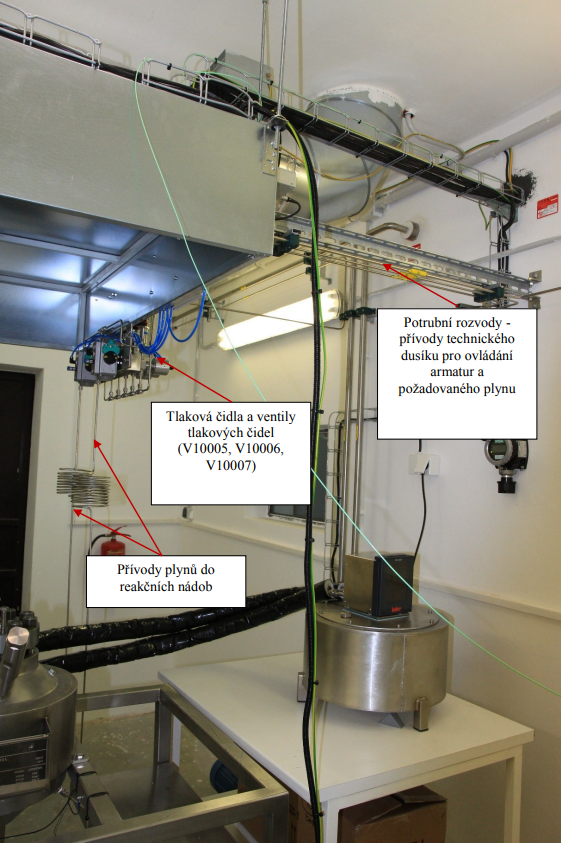 Potrubní rozvody -
přívody technického
dusíku pro ovládání
armatur a
požadovaného plynu
Tlaková čidla a ventily
tlakových čidel
(V10005, V10006,
V10007)
Přívody plynů do
reakčních nádob